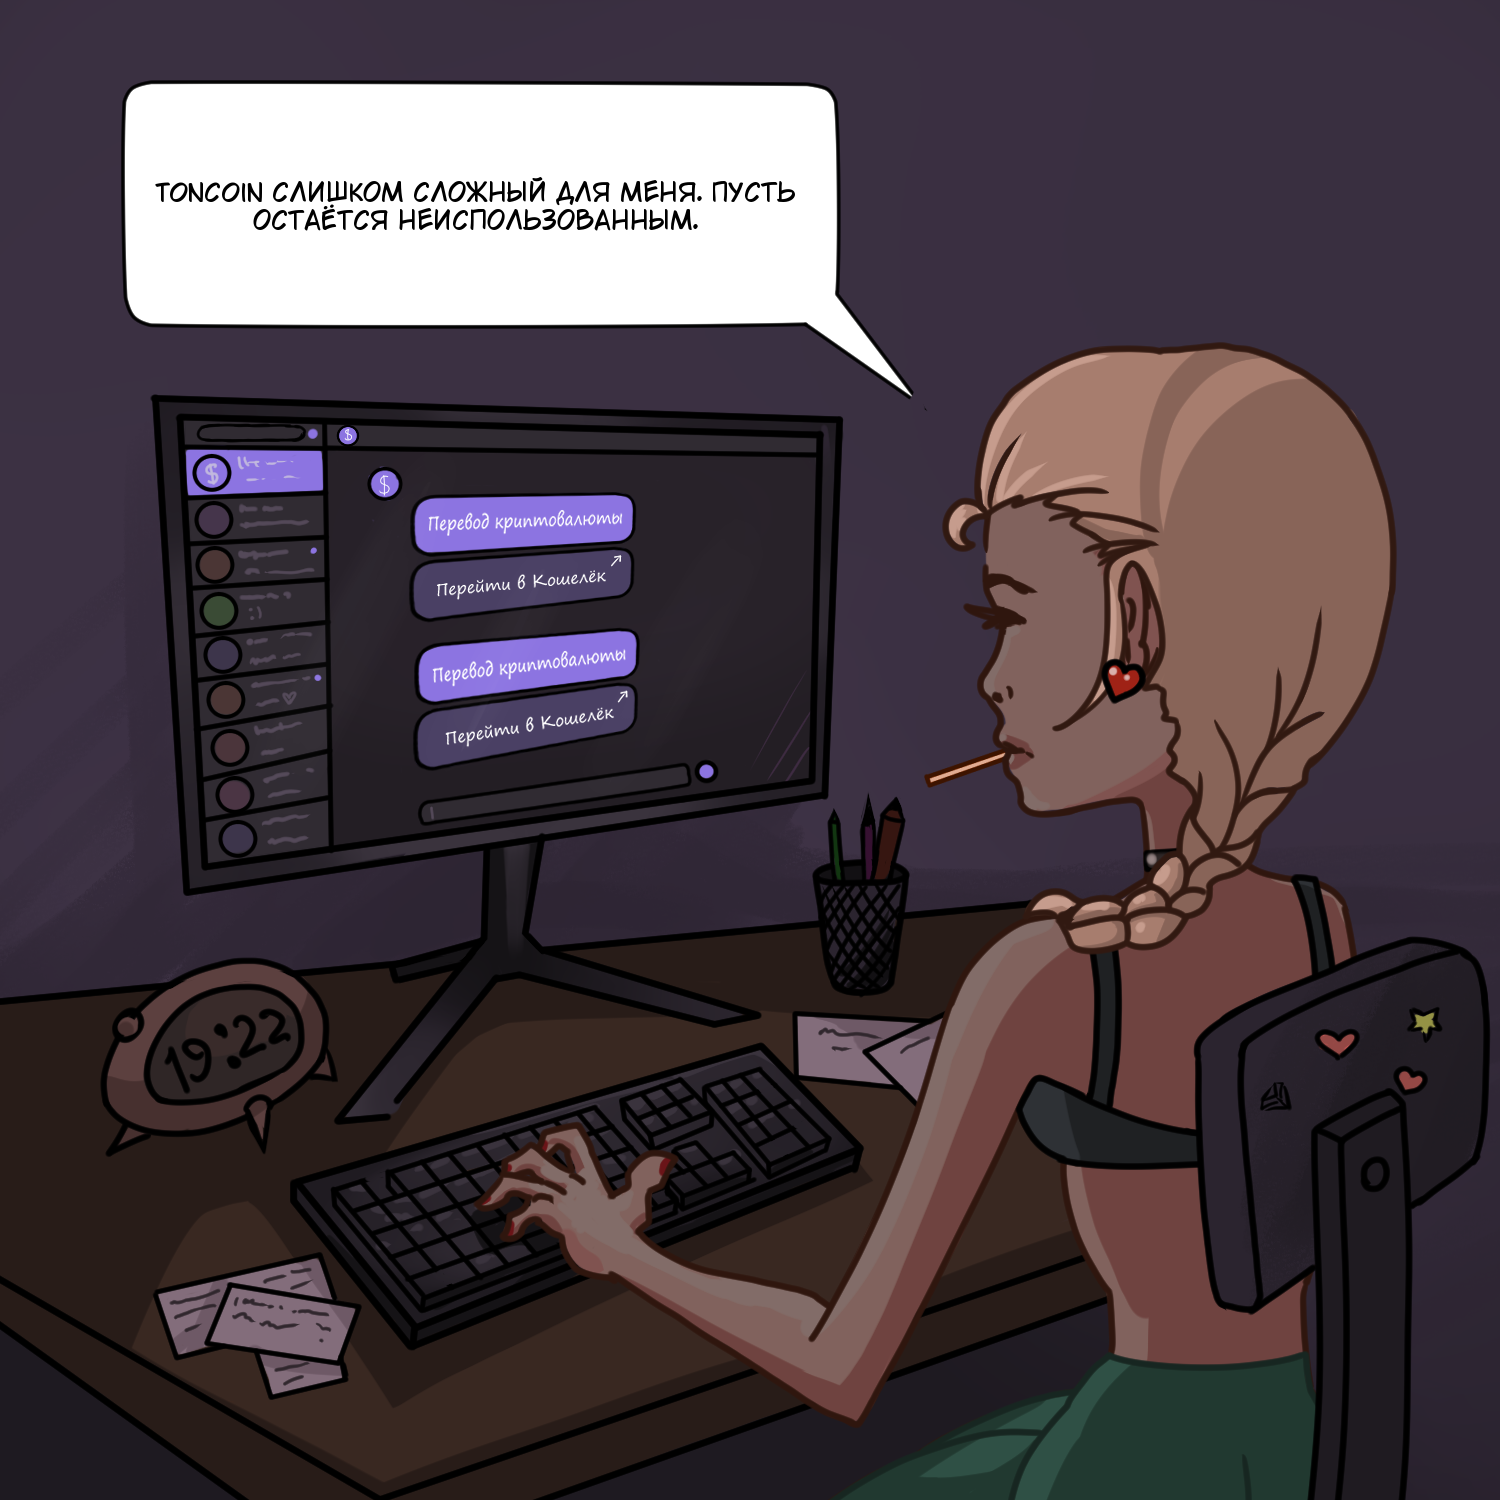 TONCOIN СЛИШКОМ СЛОЖНЫЙ ДЛЯ МЕНЯ. ПУСТЬ
ОСТАЁТСЯ НЕИСПОЛЬЗОВАННЫМ.
$
$
$
Перевод криптовалюты
Перейти в Кошелёк
Перевод криптовалюты
Перейти в Кошелёк
:)
19:22